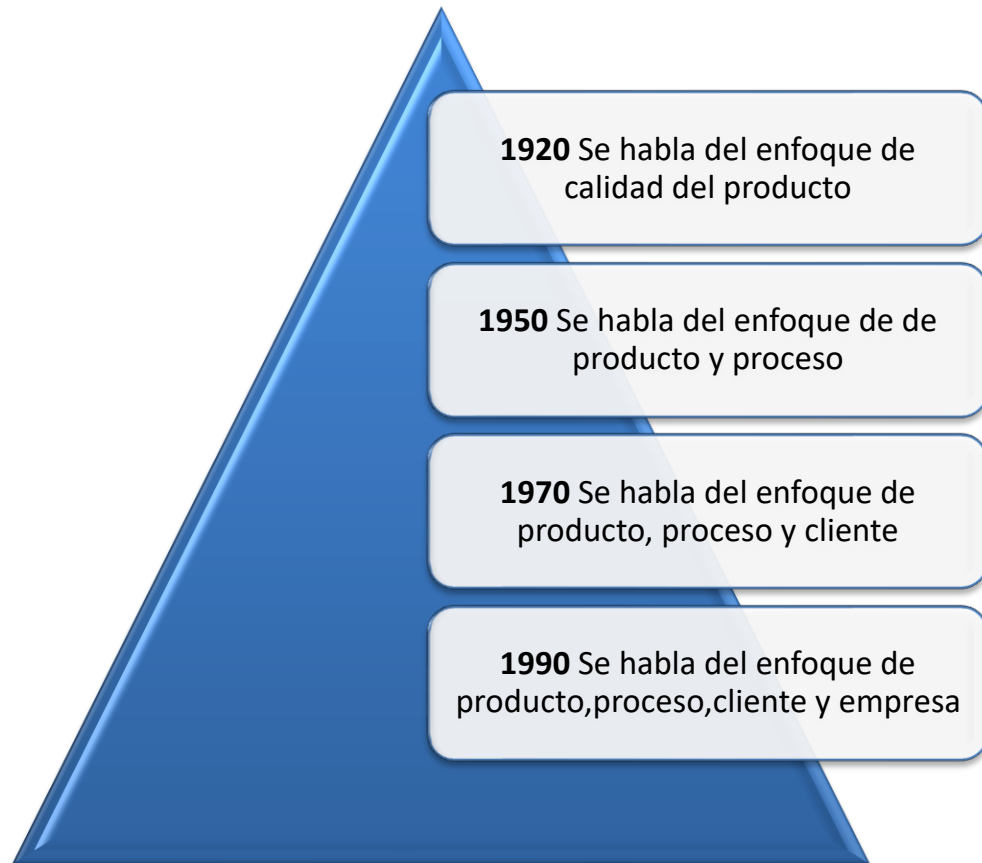 1920 Se habla del enfoque de
calidad del producto
1950 Se habla del enfoque de de
producto y proceso
1970 Se habla del enfoque de
producto, proceso y cliente
1990 Se habla del enfoque de
producto,proceso,cliente y empresa